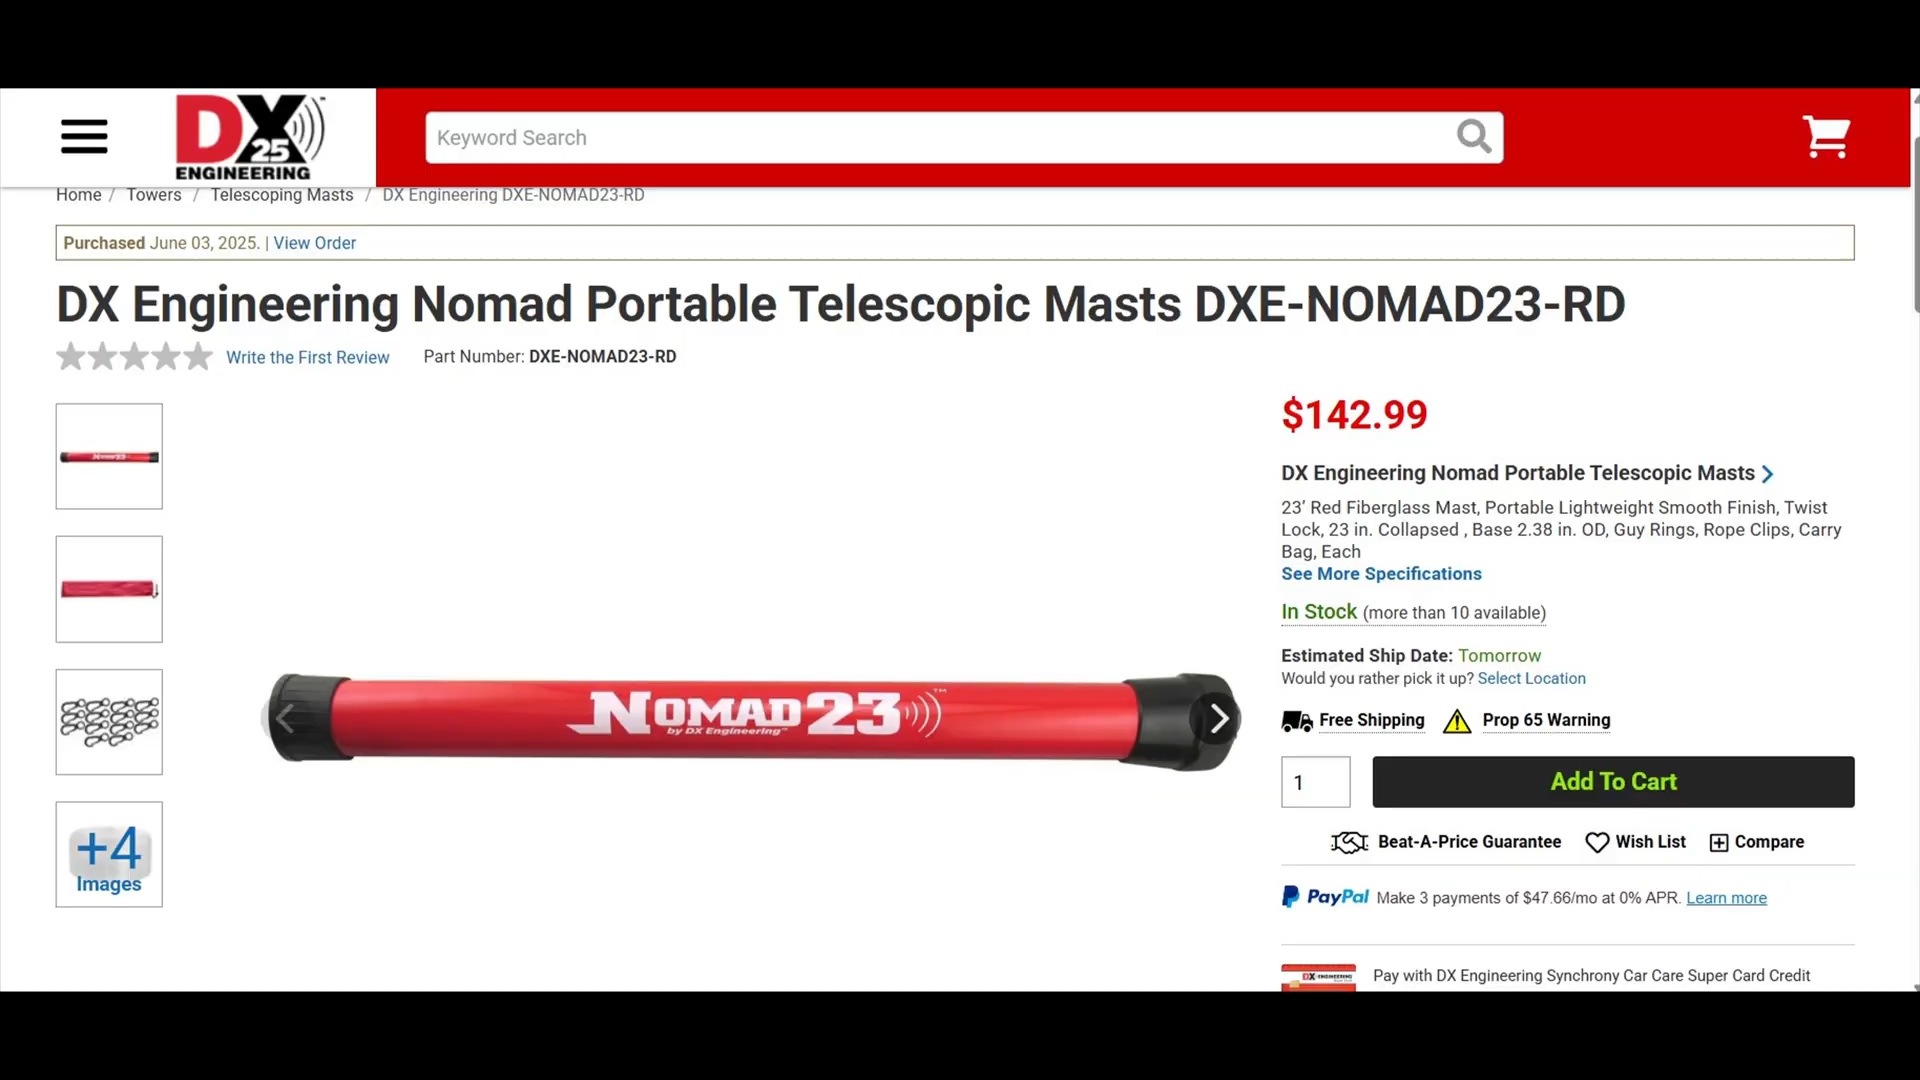 DX
25
ENGINEERING
Keyword Search
Home / Towers / Telescoping Masts / DX Engineering DXE-NOMAD23-RD
Purchased June 03, 2025. | View Order
DX Engineering Nomad Portable Telescopic Masts DXE-NOMAD23-RD
Write the First Review
Part Number: DXE-NOMAD23-RD
NOMAD23
+4
Images
NOMAD 23™
by DX Engineering™
$142.99
DX Engineering Nomad Portable Telescopic Masts
23’ Red Fiberglass Mast, Portable Lightweight Smooth Finish, Twist
Lock, 23 in. Collapsed , Base 2.38 in. OD, Guy Rings, Rope Clips, Carry
Bag, Each
See More Specifications
In Stock (more than 10 available)
Estimated Ship Date: Tomorrow
Would you rather pick it up? Select Location
Free Shipping
Prop 65 Warning
1
Add To Cart
Beat-A-Price Guarantee
Wish List
Compare
PayPal Make 3 payments of $47.66/mo at 0% APR. Learn more
DX ENGINEERING
Pay with DX Engineering Synchrony Car Care Super Card Credit